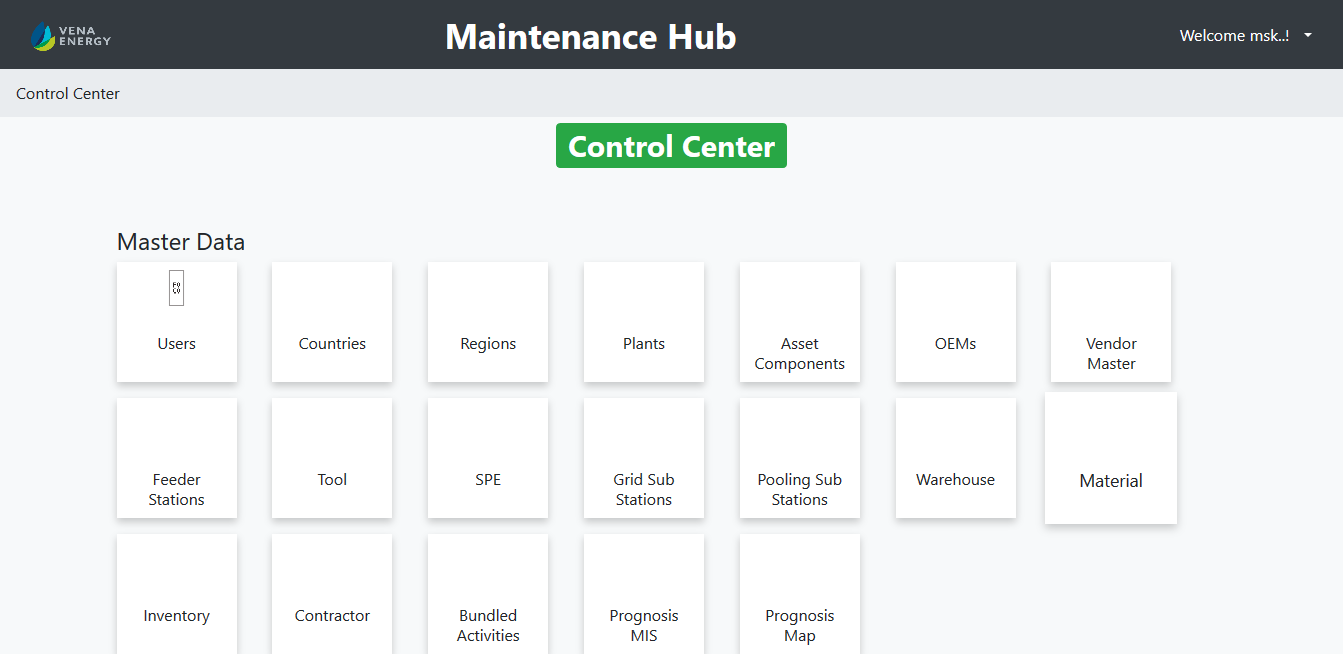 VENA
ENERGY
Maintenance Hub
Welcome msk..!
Control Center
Control Center
Master Data
F0
C0
Users
Countries
Regions
Plants
Asset
Components
OEMs
Vendor
Master
Feeder
Stations
Tool
SPE
Grid Sub
Stations
Pooling Sub
Stations
Warehouse
Material
Inventory
Contractor
Bundled
Activities
Prognosis
MIS
Prognosis
Map